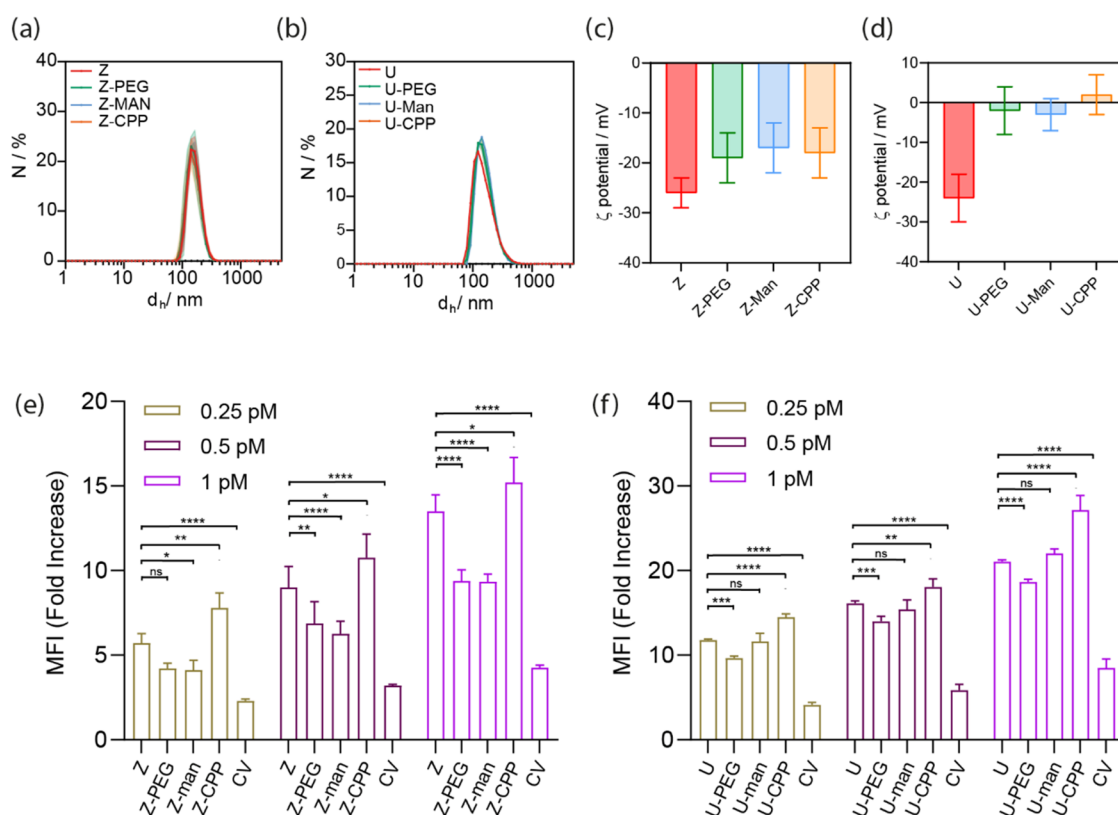 (a)
N / %
40
30
20
10
0
Z
Z-PEG
Z-MAN
Z-CPP
1 10 100 1000
dh/ nm
(b)
N / %
30
25
20
15
10
5
0
U
U-PEG
U-Man
U-CPP
1 10 100 1000
dh/ nm
(c)
ζ potential / mV
0
-10
-20
-30
-40
Z Z-PEG Z-Man Z-CPP
(d)
ζ potential / mV
10
0
-10
-20
-30
-40
U U-PEG U-Man U-CPP
(e)
MFI (Fold Increase)
20
15
10
5
0
0.25 pM
0.5 pM
1 pM
****
**
*
ns
****
*
****
**
****
*
****
****
Z Z-PEG Z-man Z-CPP CV Z Z-PEG Z-man Z-CPP CV Z Z-PEG Z-man Z-CPP CV
(f)
MFI (Fold Increase)
40
30
20
10
0
0.25 pM
0.5 pM
1 pM
****
****
ns
***
****
**
ns
***
****
****
ns
****
U U-PEG U-man U-CPP CV U U-PEG U-man U-CPP CV U U-PEG U-man U-CPP CV